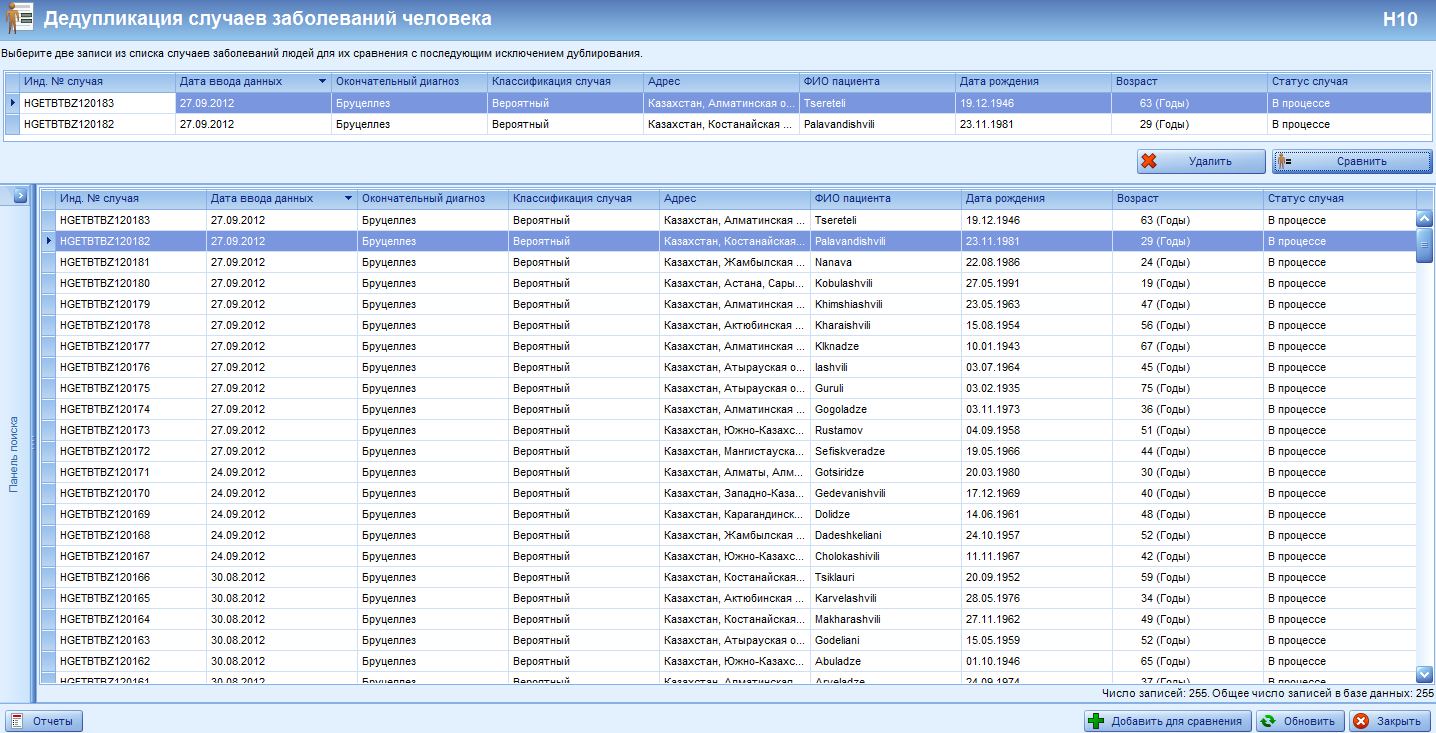 Дедупликация случаев заболеваний человека H10
Выберите две записи из списка случаев заболеваний людей для их сравнения с последующим исключением дублирования.
Инд. № случая Дата ввода данных Окончательный диагноз Классификация случая Адрес ФИО пациента Дата рождения Возраст Статус случая
HGETBTBZ120183 27.09.2012 Бруцеллез Вероятный Казахстан, Алматинская о... Tsereteli 19.12.1946 63 (Годы) В процессе
HGETBTBZ120182 27.09.2012 Бруцеллез Вероятный Казахстан, Костанайская ... Palavandishvili 23.11.1981 29 (Годы) В процессе
Удалить Сравнить
Инд. № случая Дата ввода данных Окончательный диагноз Классификация случая Адрес ФИО пациента Дата рождения Возраст Статус случая
HGETBTBZ120183 27.09.2012 Бруцеллез Вероятный Казахстан, Алматинская ... Tsereteli 19.12.1946 63 (Годы) В процессе
HGETBTBZ120182 27.09.2012 Бруцеллез Вероятный Казахстан, Костанайская... Palavandishvili 23.11.1981 29 (Годы) В процессе
HGETBTBZ120181 27.09.2012 Бруцеллез Вероятный Казахстан, Жамбылская ... Nanava 22.08.1986 24 (Годы) В процессе
HGETBTBZ120180 27.09.2012 Бруцеллез Вероятный Казахстан, Астана, Сары... Kobulashvili 27.05.1991 19 (Годы) В процессе
HGETBTBZ120179 27.09.2012 Бруцеллез Вероятный Казахстан, Алматинская ... Khimshiashvili 23.05.1963 47 (Годы) В процессе
HGETBTBZ120178 27.09.2012 Бруцеллез Вероятный Казахстан, Актюбинская ... Kharaishvili 15.08.1954 56 (Годы) В процессе
HGETBTBZ120177 27.09.2012 Бруцеллез Вероятный Казахстан, Алматинская ... Klknadze 10.01.1943 67 (Годы) В процессе
HGETBTBZ120176 27.09.2012 Бруцеллез Вероятный Казахстан, Атырауская о... Iashvili 03.07.1964 45 (Годы) В процессе
HGETBTBZ120175 27.09.2012 Бруцеллез Вероятный Казахстан, Атырауская о... Guruli 03.02.1935 75 (Годы) В процессе
HGETBTBZ120174 27.09.2012 Бруцеллез Вероятный Казахстан, Алматинская ... Gogoladze 03.11.1973 36 (Годы) В процессе
HGETBTBZ120173 27.09.2012 Бруцеллез Вероятный Казахстан, Южно-Казахс... Rustamov 04.09.1958 51 (Годы) В процессе
HGETBTBZ120172 27.09.2012 Бруцеллез Вероятный Казахстан, Мангистауска... Sefiskveradze 19.05.1966 44 (Годы) В процессе
HGETBTBZ120171 24.09.2012 Бруцеллез Вероятный Казахстан, Алматы, Алм... Gotsiridze 20.03.1980 30 (Годы) В процессе
HGETBTBZ120170 24.09.2012 Бруцеллез Вероятный Казахстан, Западно-Каза... Gedevanishvili 17.12.1969 40 (Годы) В процессе
HGETBTBZ120169 24.09.2012 Бруцеллез Вероятный Казахстан, Карагандинск... Dolidze 14.06.1961 48 (Годы) В процессе
HGETBTBZ120168 24.09.2012 Бруцеллез Вероятный Казахстан, Жамбылская ... Dadeshkeliani 24.10.1957 52 (Годы) В процессе
HGETBTBZ120167 24.09.2012 Бруцеллез Вероятный Казахстан, Южно-Казахс... Cholokashivili 11.11.1967 42 (Годы) В процессе
HGETBTBZ120166 30.08.2012 Бруцеллез Вероятный Казахстан, Костанайская... Tsiklauri 20.09.1952 59 (Годы) В процессе
HGETBTBZ120165 30.08.2012 Бруцеллез Вероятный Казахстан, Актюбинская ... Karvelashvili 28.05.1976 34 (Годы) В процессе
HGETBTBZ120164 30.08.2012 Бруцеллез Вероятный Казахстан, Костанайская... Makharashvili 27.11.1962 49 (Годы) В процессе
HGETBTBZ120163 30.08.2012 Бруцеллез Вероятный Казахстан, Атырауская о... Godeliani 15.05.1959 52 (Годы) В процессе
HGETBTBZ120162 30.08.2012 Бруцеллез Вероятный Казахстан, Южно-Казахс... Abuladze 01.10.1946 65 (Годы) В процессе
HGETBTBZ120161 30.08.2012 Бруцеллез Вероятный Казахстан, Алматинская Arveladze 24.09.1974 37 (Годы) В процессе
Панель поиска
Число записей: 255. Общее число записей в базе данных: 255
Отчеты Добавить для сравнения Обновить Закрыть